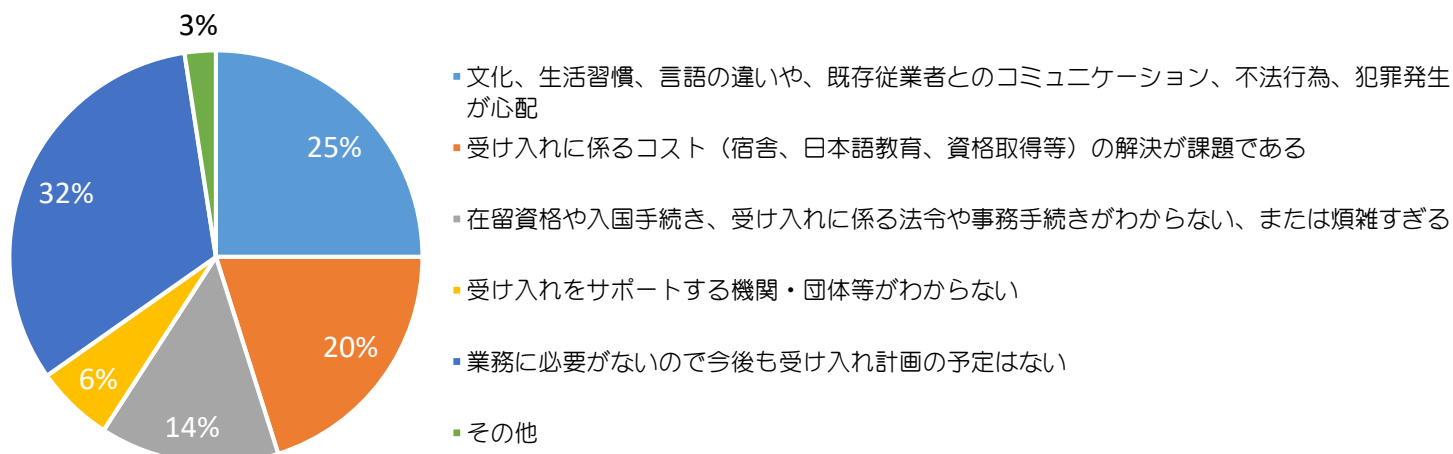 3%
25%
20%
14%
6%
32%
文化、生活習慣、言語の違いや、既存従業者とのコミュニケーション、不法行為、犯罪発生
が心配
受け入れに係るコスト（宿舎、日本語教育、資格取得等）の解決が課題である
在留資格や入国手続き、受け入れに係る法令や事務手続きがわからない、または煩雑すぎる
受け入れをサポートする機関・団体等がわからない
業務に必要がないので今後も受け入れ計画の予定はない
その他